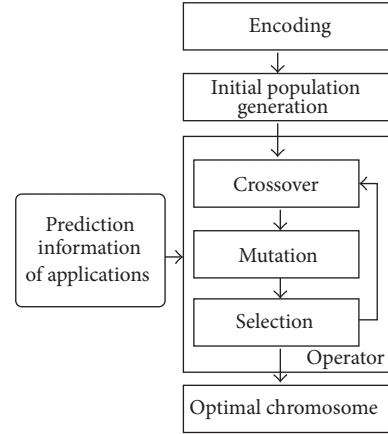 Encoding
Initial population
generation
Crossover
Prediction
information
of applications
Mutation
Selection
Operator
Optimal chromosome